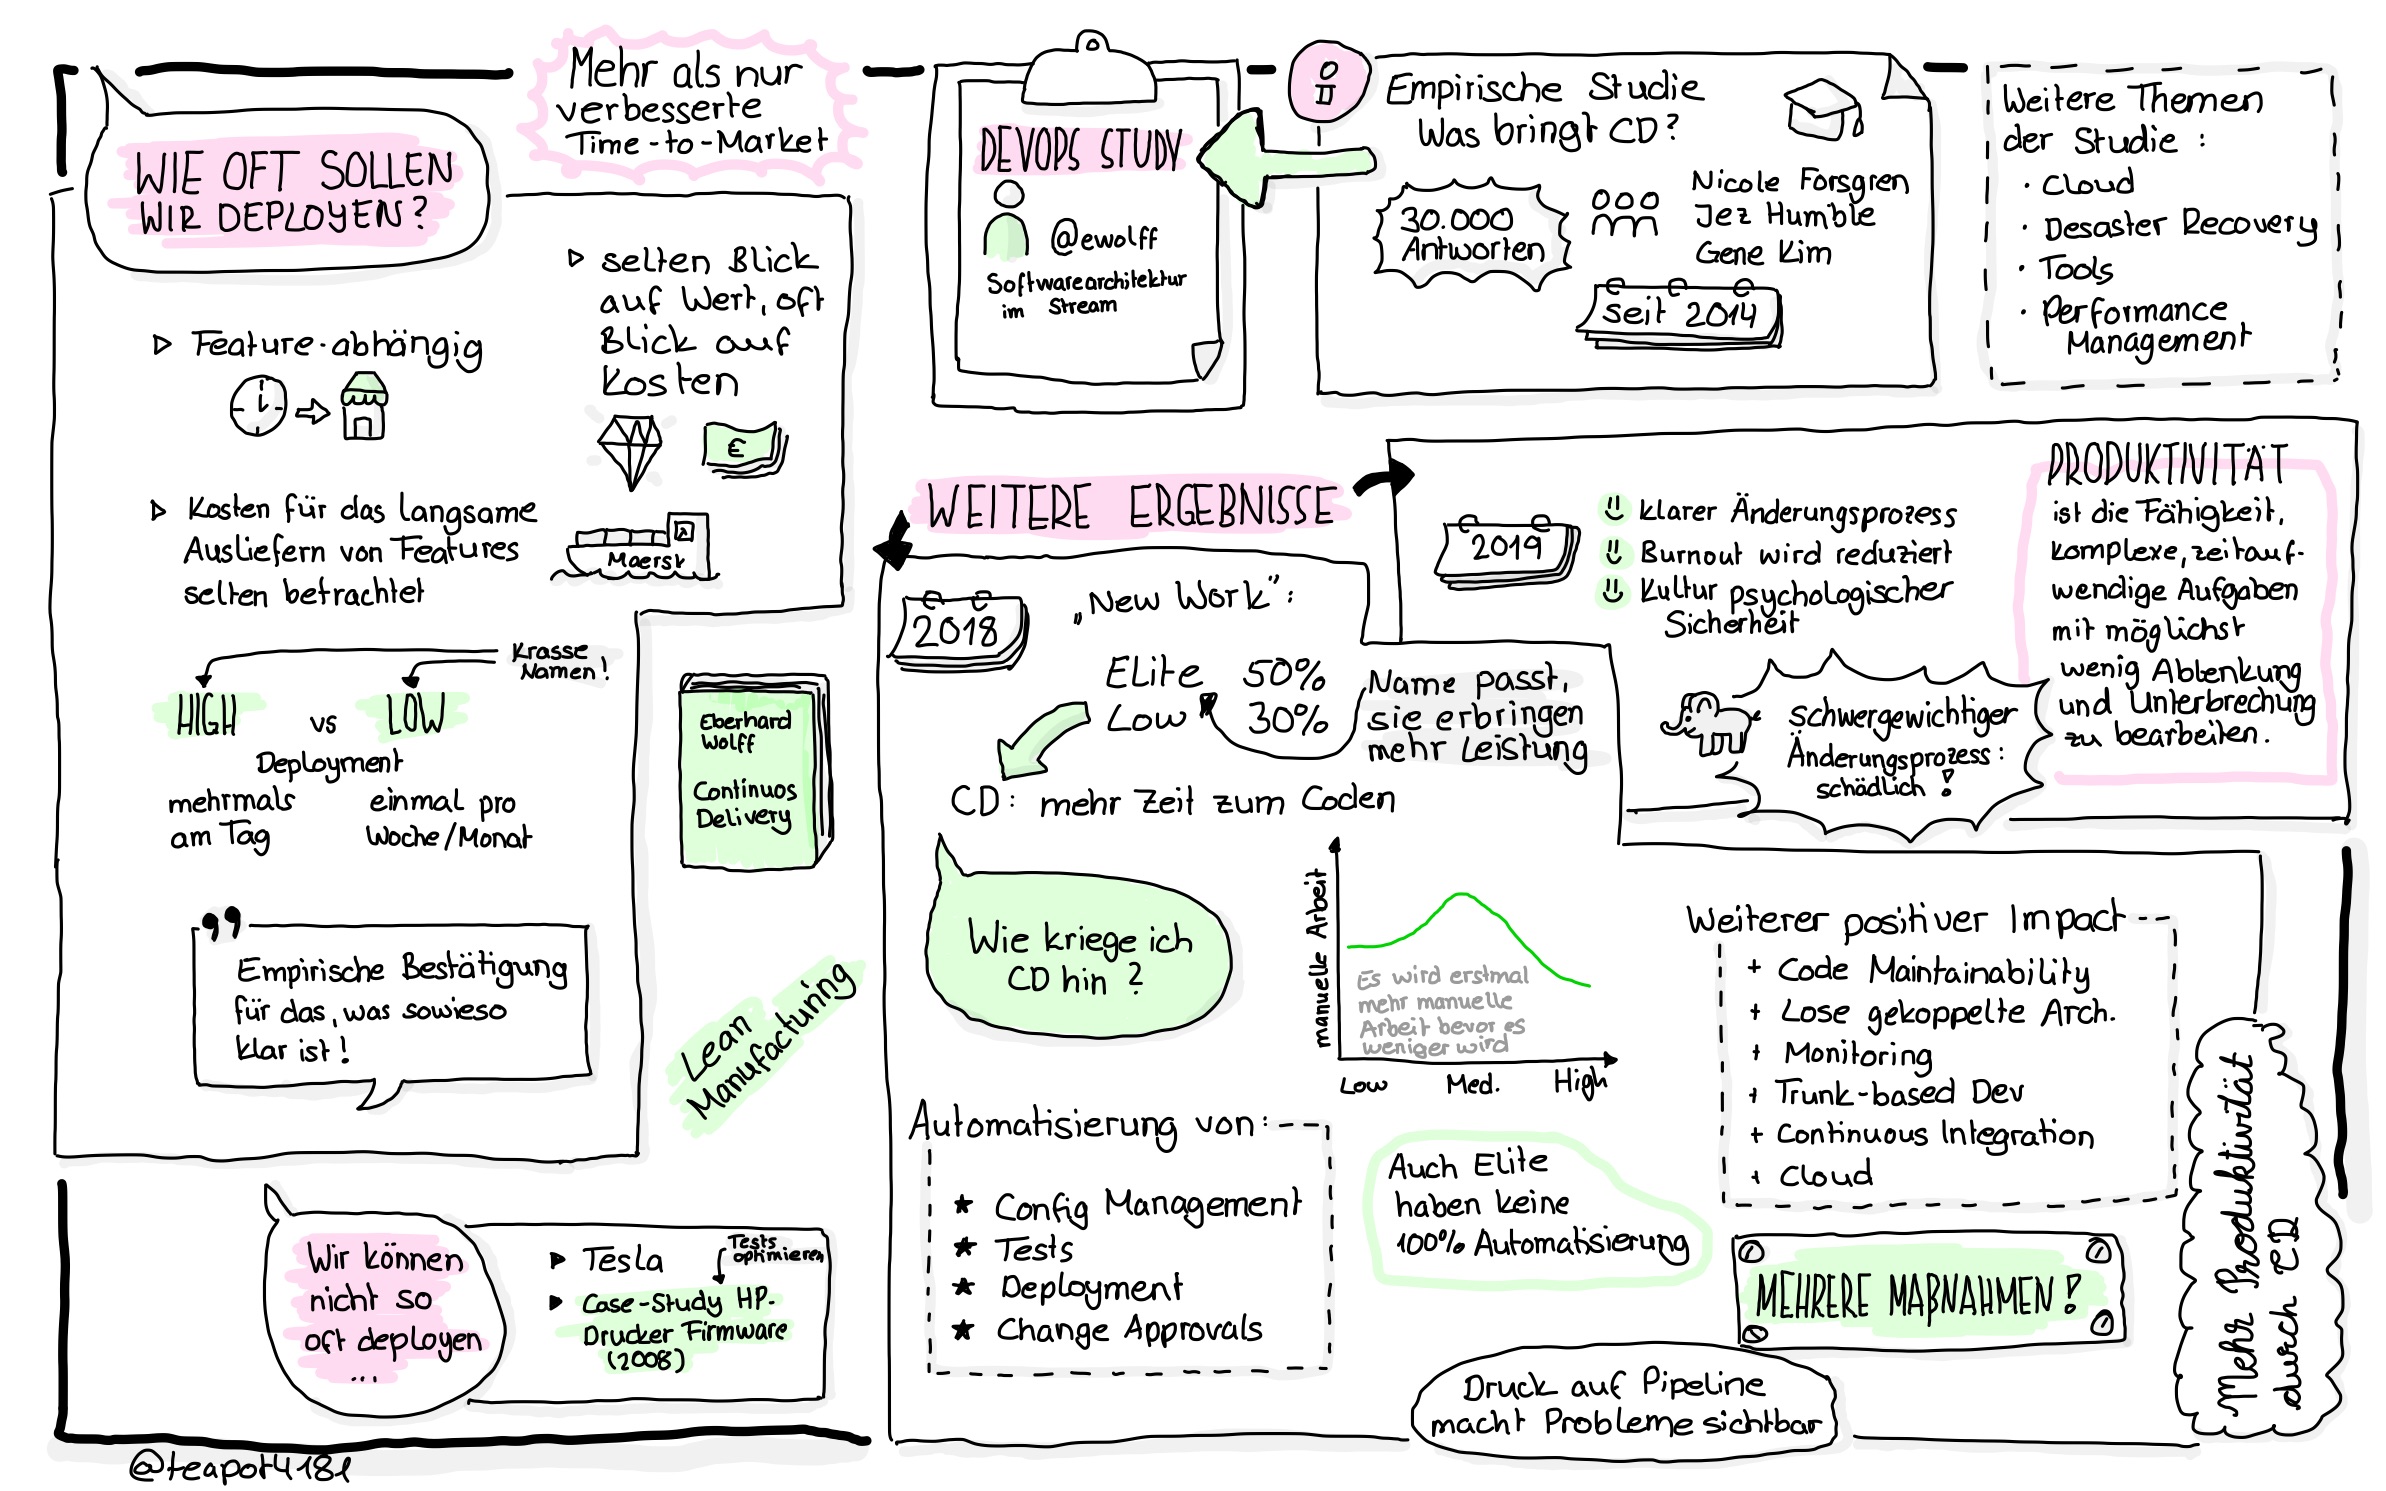 Mehr als nur
verbesserte
Time-to-Market
WIE OFT SOLLEN
WIR DEPLOYEN?
Feature-abhängig
Kosten für das langsame
Ausliefern von Features
selten betrachtet
selten Blick
auf Wert, oft
Blick auf
Kosten
€
Maersk
Krasse
Namen!
HIGH vs LOW
Deployment
mehrmals
am Tag
einmal pro
Woche/Monat
Empirische Bestätigung
für das, was sowieso
klar ist!
Eberhard
Wolff
Continuos
Delivery
Lean
Manufacturing
Wir können
nicht so
oft deployen
...
Tesla
Tests
optimieren
Case-Study HP-
Drucker Firmware
(2008)
@teapot4181
DEVOPS STUDY
@ewolff
Softwarearchitektur
im Stream
Empirische Studie
Was bringt CD?
30.000
Antworten
Nicole Forsgren
Jez Humble
Gene Kim
seit 2014
Weitere Themen
der Studie:
· Cloud
· Desaster Recovery
· Tools
· Performance
Management
WEITERE ERGEBNISSE
2018
„New Work":
Elite 50%
Low 30%
Name passt,
sie erbringen
mehr Leistung
CD: mehr Zeit zum Coden
Wie kriege ich
CD hin?
manuelle Arbeit
Es wird erstmal
mehr manuelle
Arbeit bevor es
weniger wird
Low Med. High
Automatisierung von:
Config Management
Tests
Deployment
Change Approvals
Auch Elite
haben keine
100% Automatisierung
2019
klarer Änderungsprozess
Burnout wird reduziert
Kultur psychologischer
Sicherheit
Schwergewichtiger
Änderungsprozess:
schädlich!
PRODUKTIVITÄT
ist die Fähigkeit,
komplexe, zeitauf-
wendige Aufgaben
mit möglichst
wenig Ablenkung
und Unterbrechung
zu bearbeiten.
Weiterer positiver Impact
+ Code Maintainability
+ Lose gekoppelte Arch.
+ Monitoring
+ Trunk-based Dev
+ Continuous Integration
+ Cloud
MEHRERE MAßNAHMEN!
Druck auf Pipeline
macht Probleme sichtbar
Mehr Produktivität
durch CD